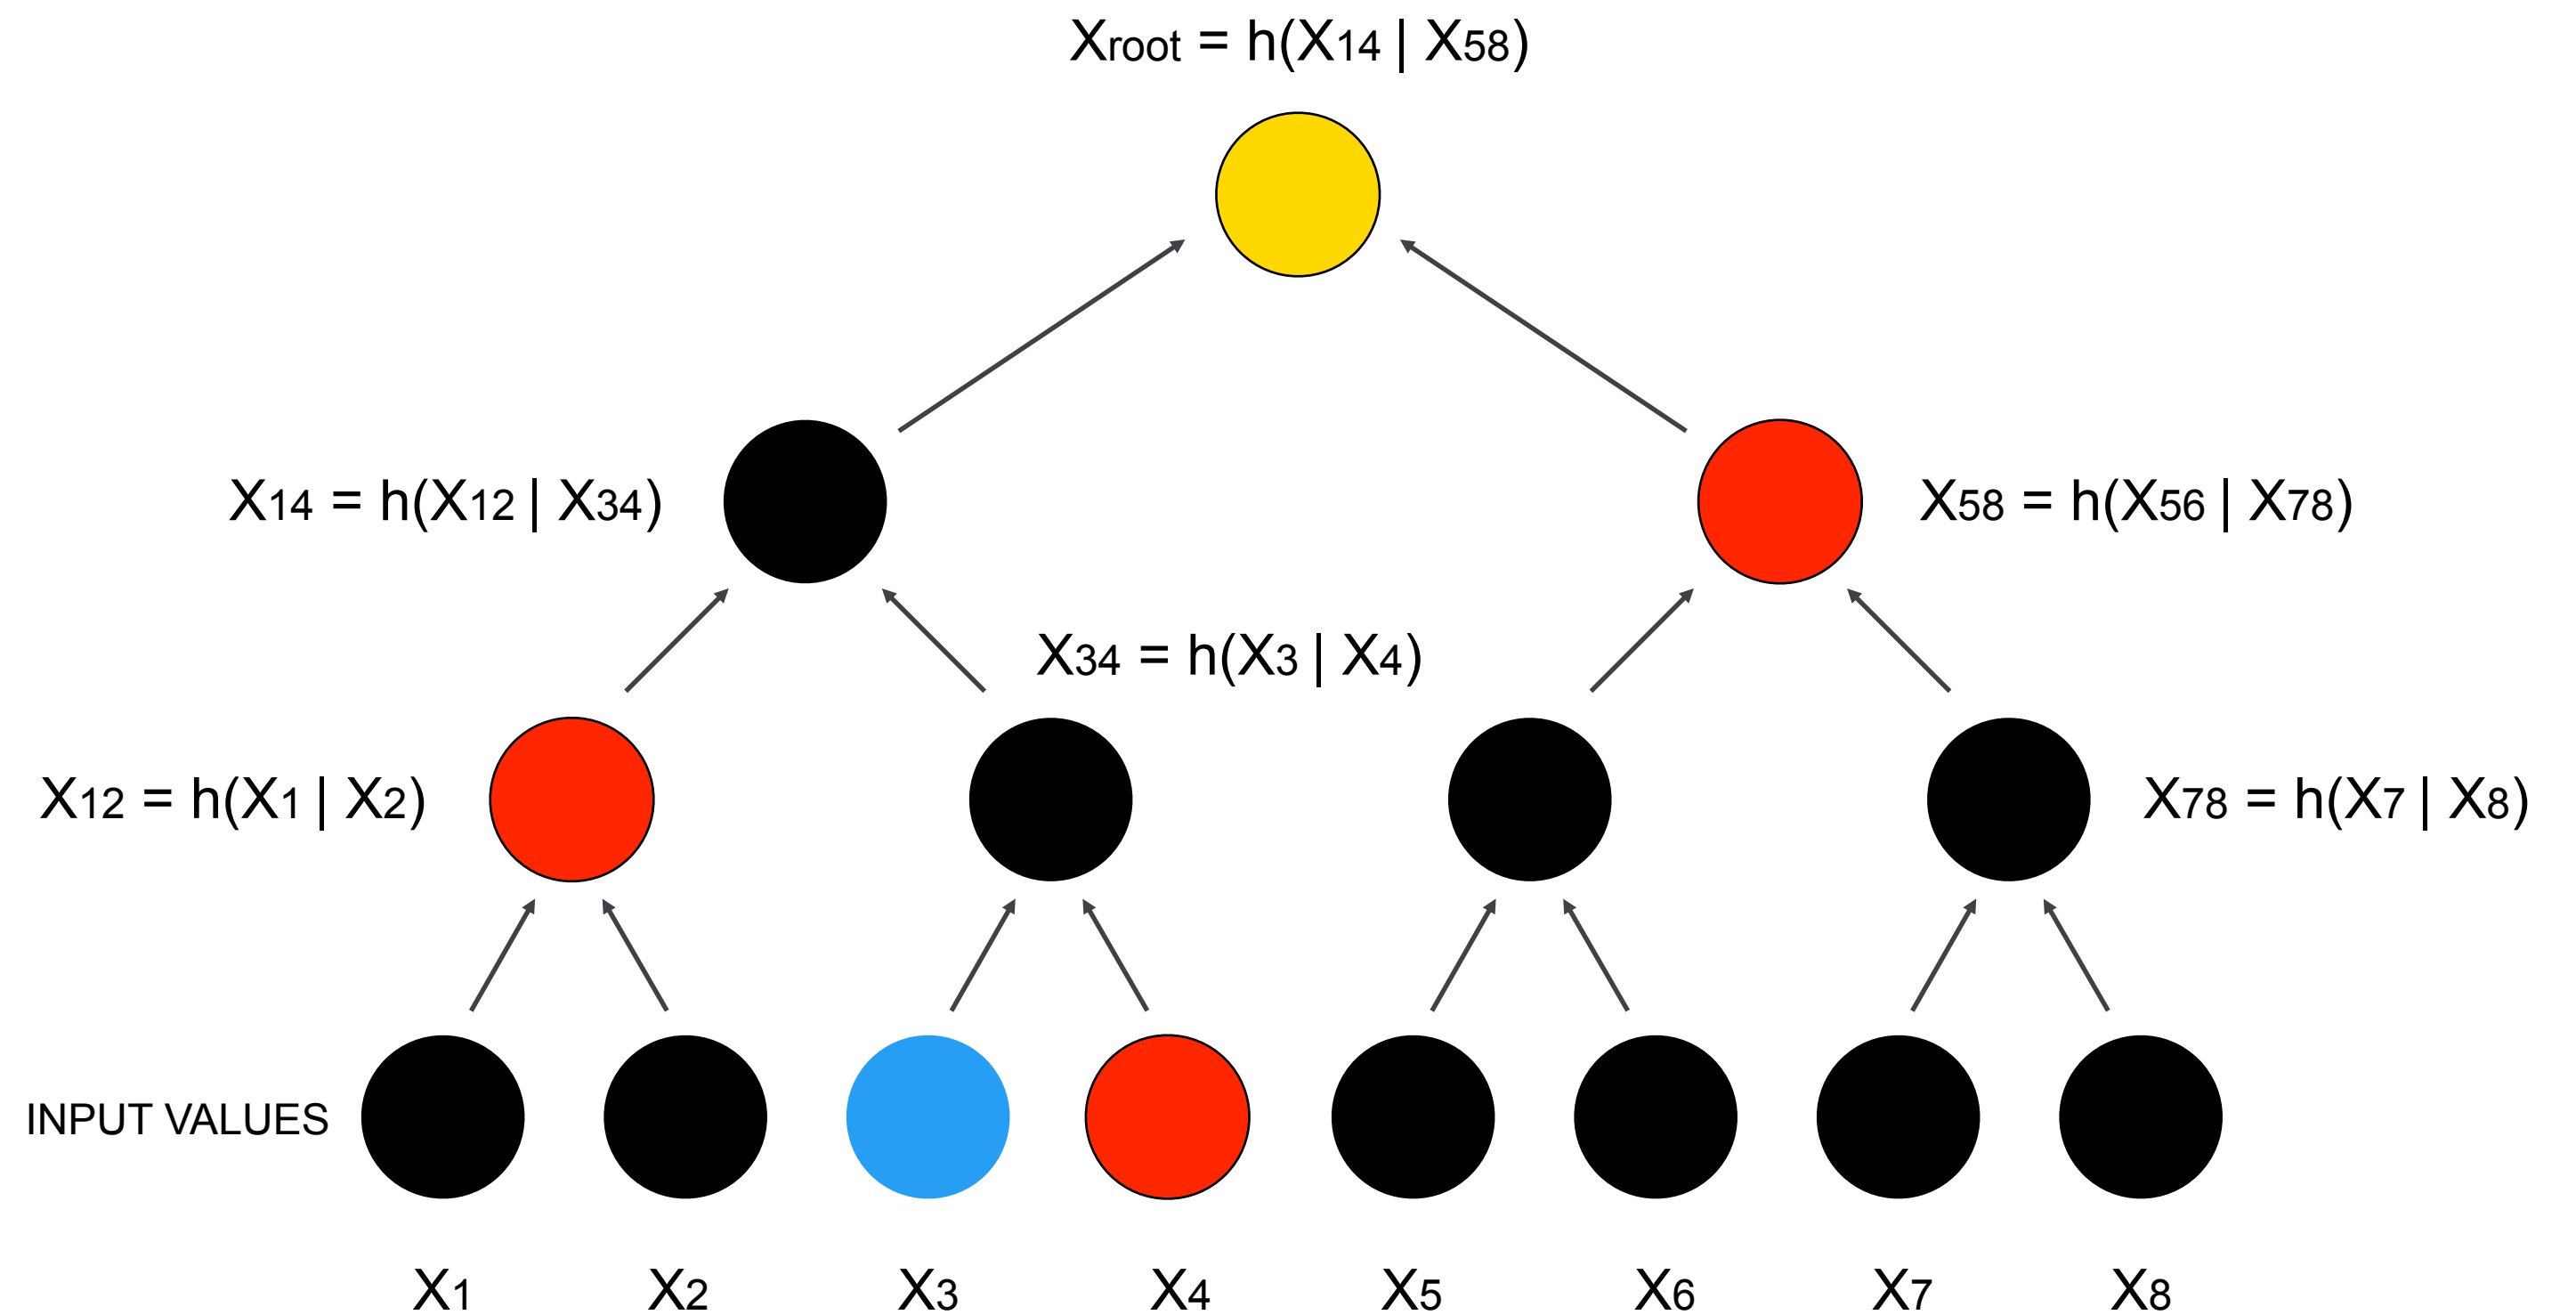 Xroot = h(X14 | X58)
X14 = h(X12 | X34)
X58 = h(X56 | X78)
X34 = h(X3 | X4)
X12 = h(X1 | X2)
X78 = h(X7 | X8)
INPUT VALUES
X1 X2 X3 X4 X5 X6 X7 X8